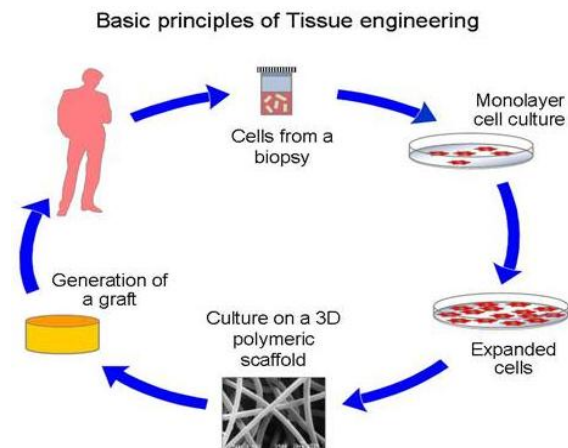 Basic principles of Tissue engineering
Cells from a
biopsy
Monolayer
cell culture
Expanded
cells
Culture on a 3D
polymeric
scaffold
Generation of
a graft